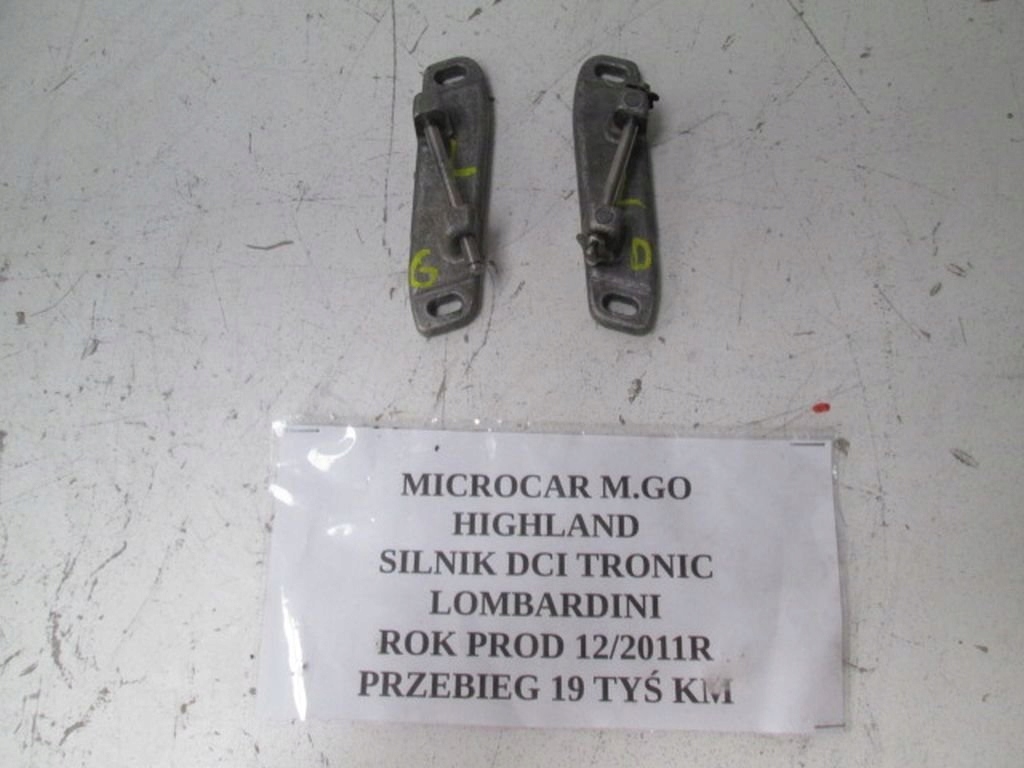 G
D
MICROCAR M.GO
HIGHLAND
SILNIK DCI TRONIC
LOMBARDINI
ROK PROD 12/2011R
PRZEBIEG 19 TYŚ KM